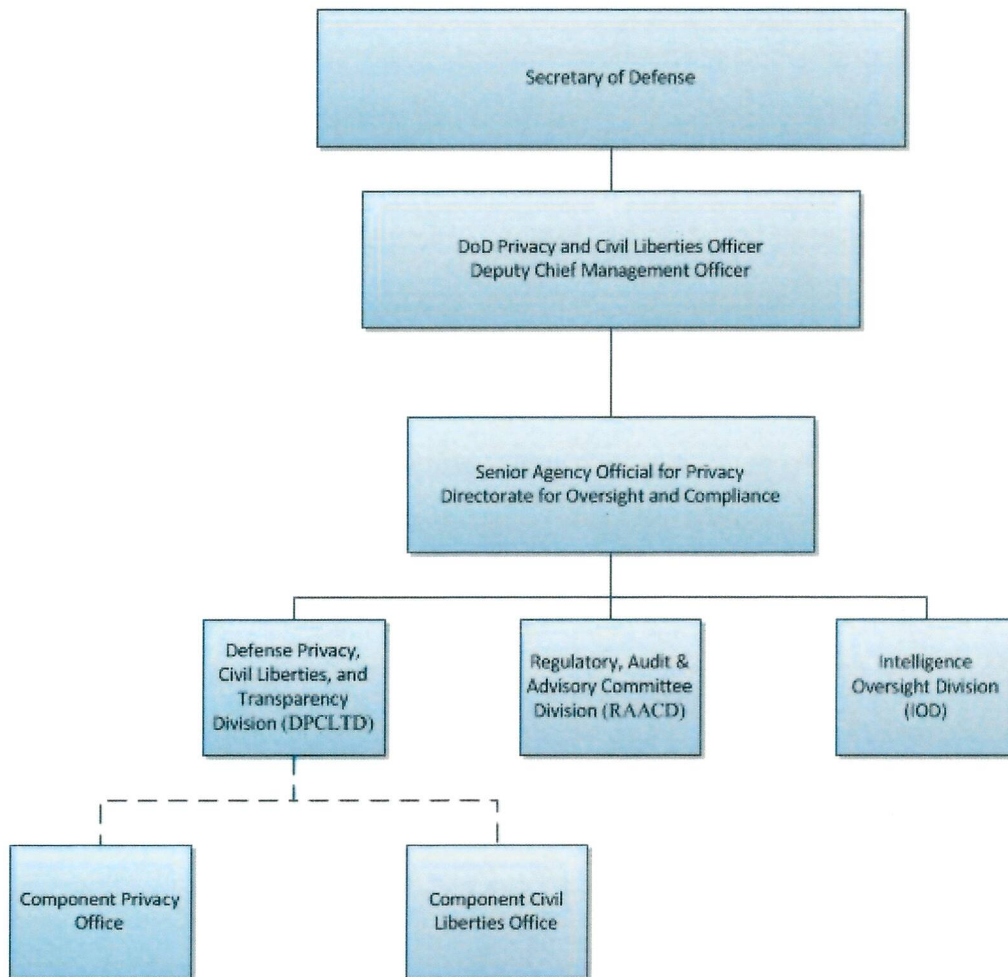 Secretary of Defense
DoD Privacy and Civil Liberties Officer
Deputy Chief Management Officer
Senior Agency Official for Privacy
Directorate for Oversight and Compliance
Defense Privacy,
Civil Liberties, and
Transparency
Division (DPCLTD)
Regulatory, Audit &
Advisory Committee
Division (RAACD)
Intelligence
Oversight Division
(IOD)
Component Privacy
Office
Component Civil
Liberties Office